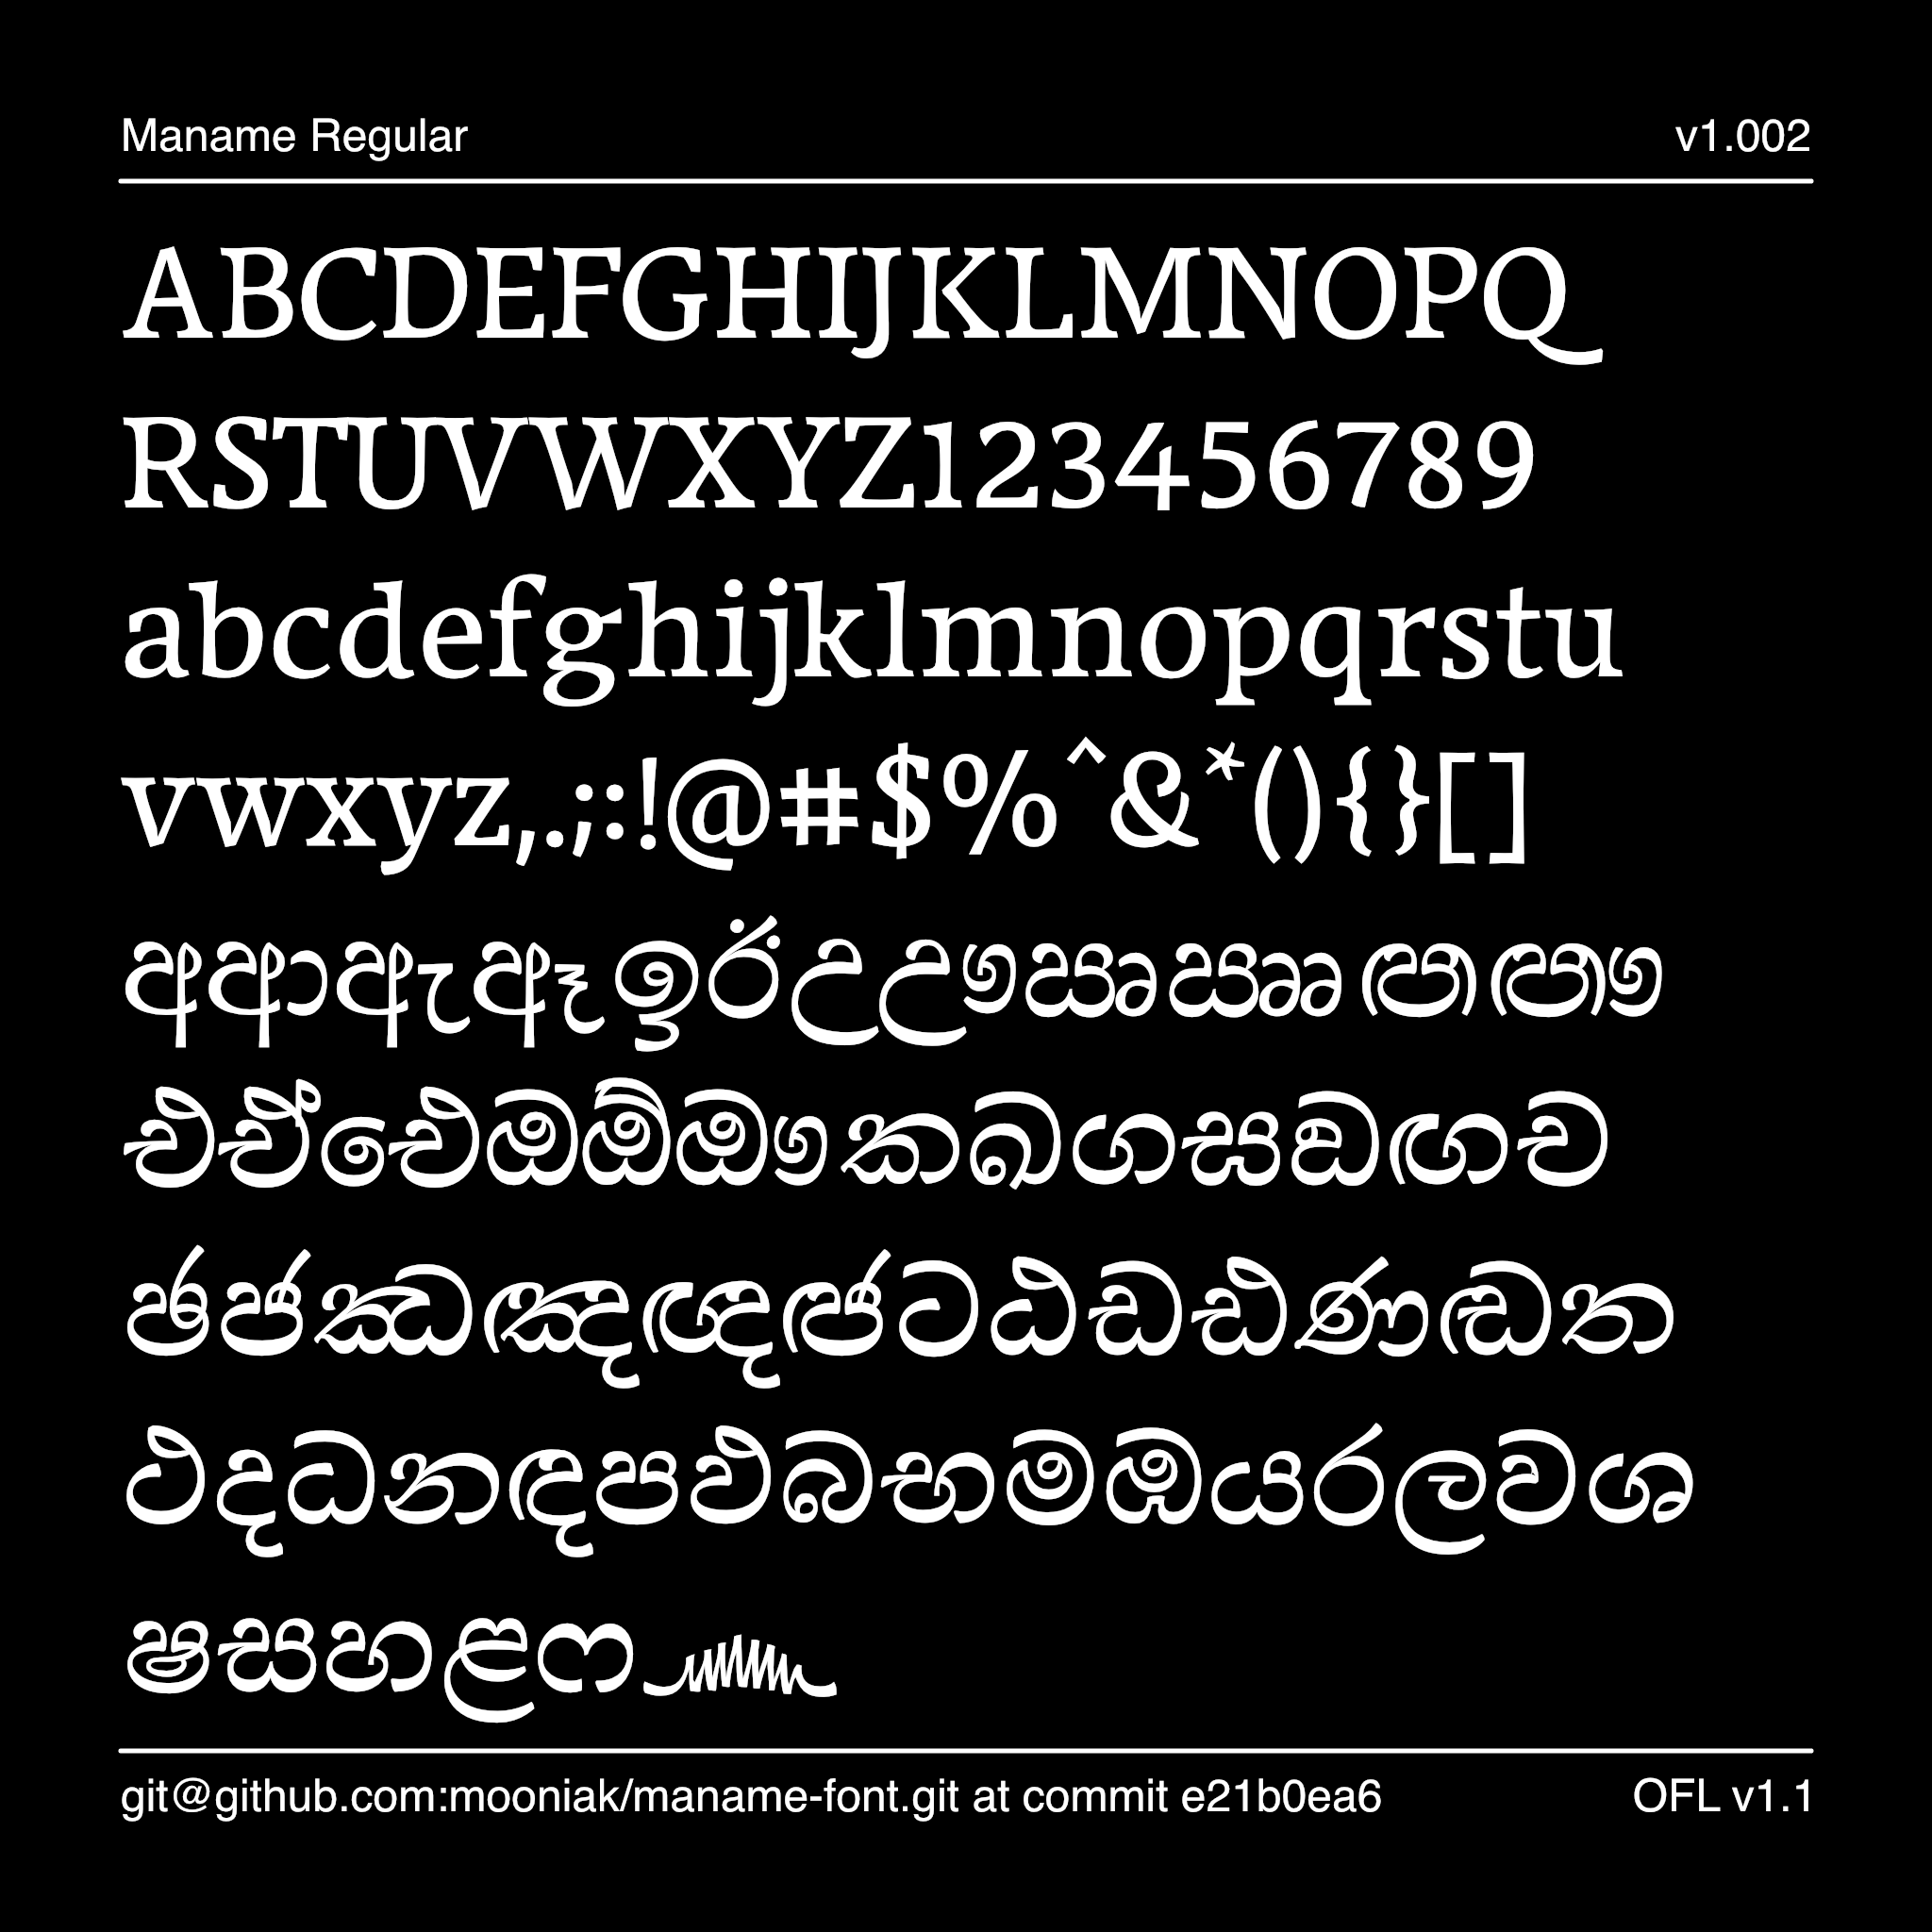 Maname Regular
v1.002
ABCDEFGHIJKLMNOPQ
RSTUVWXYZ123456789
abcdefghijklmnopqrstu
vwxyz,.;:!@#$%^&*(){}[]
අආඇඈඉඊඋඌඍඎඏඐ
එඒඓඔඕඖකඛගඝඞඟච
ඡජඣඤඥඦටඨඩඪණඬත
ථදධනඳපඵබභමඹයරලවශ
ෂසහළෆ෴
git@github.com:mooniak/maname-font.git at commit e21b0ea6
OFL v1.1